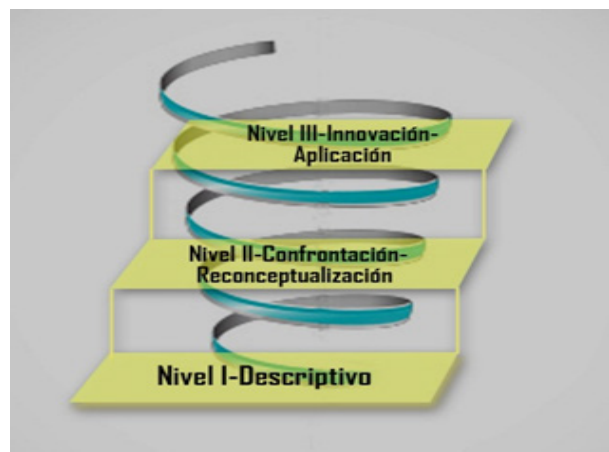 Nivel III-Innovación-
Aplicación
Nivel II-Confrontación-
Reconceptualización
Nivel I-Descriptivo